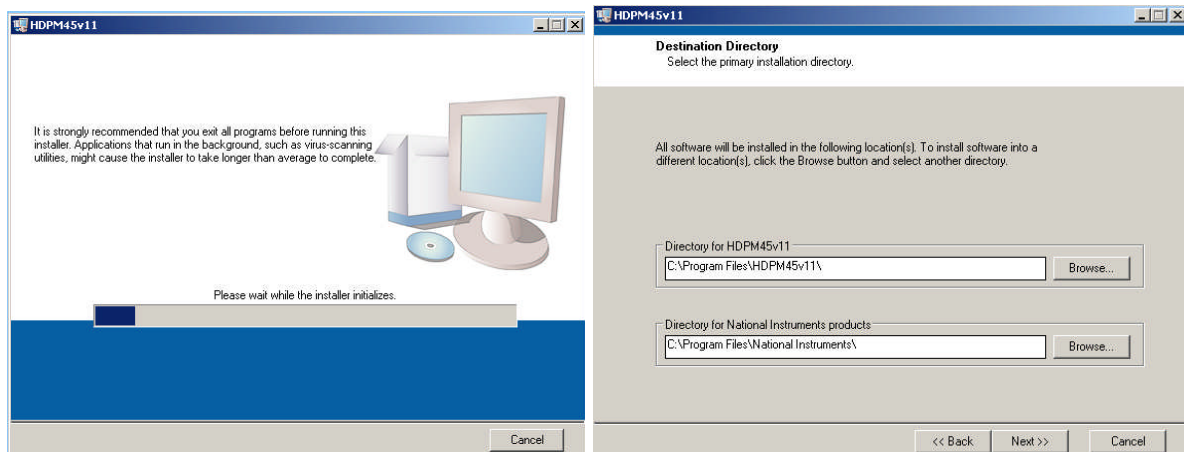 HDPM45v11
It is strongly recommended that you exit all programs before running this
installer. Applications that run in the background, such as virus-scanning
utilities, might cause the installer to take longer than average to complete.
Please wait while the installer initializes.
Cancel
HDPM45v11
Destination Directory
Select the primary installation directory.
All software will be installed in the following location(s). To install software into a
different location(s), click the Browse button and select another directory.
Directory for HDPM45v11
C:\Program Files\HDPM45v11\
Browse...
Directory for National Instruments products
C:\Program Files\National Instruments\
Browse...
<< Back
Next >>
Cancel